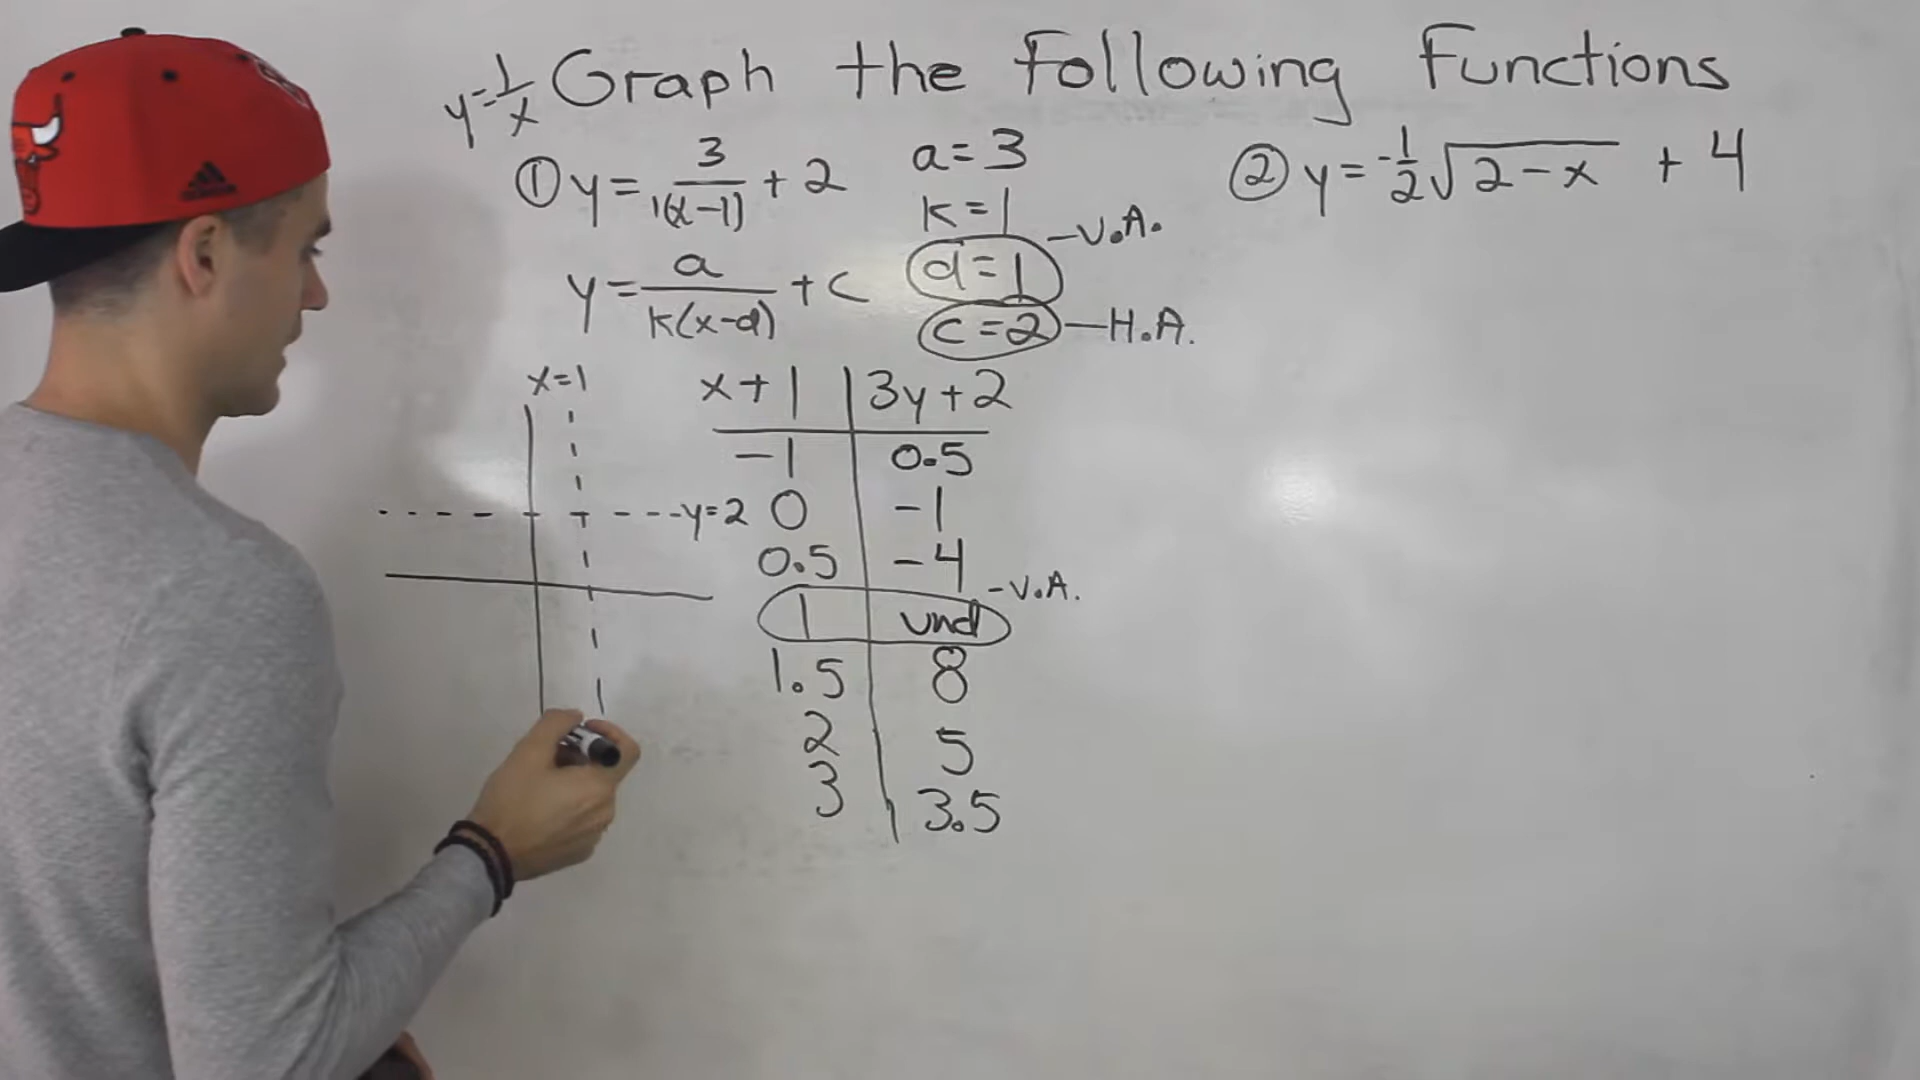 y=1/x Graph the Following Functions
① y = 3/1(x-1) + 2
a=3
k=1
d=1 -V.A.
c=2 -H.A.
y = a/k(x-d) + c
x=1
y=2
x+1 | 3y+2
-1 | 0.5
0 | -1
0.5 | -4
1 | und -V.A.
1.5 | 8
2 | 5
3 | 3.5
② y = -1/2√2-x + 4